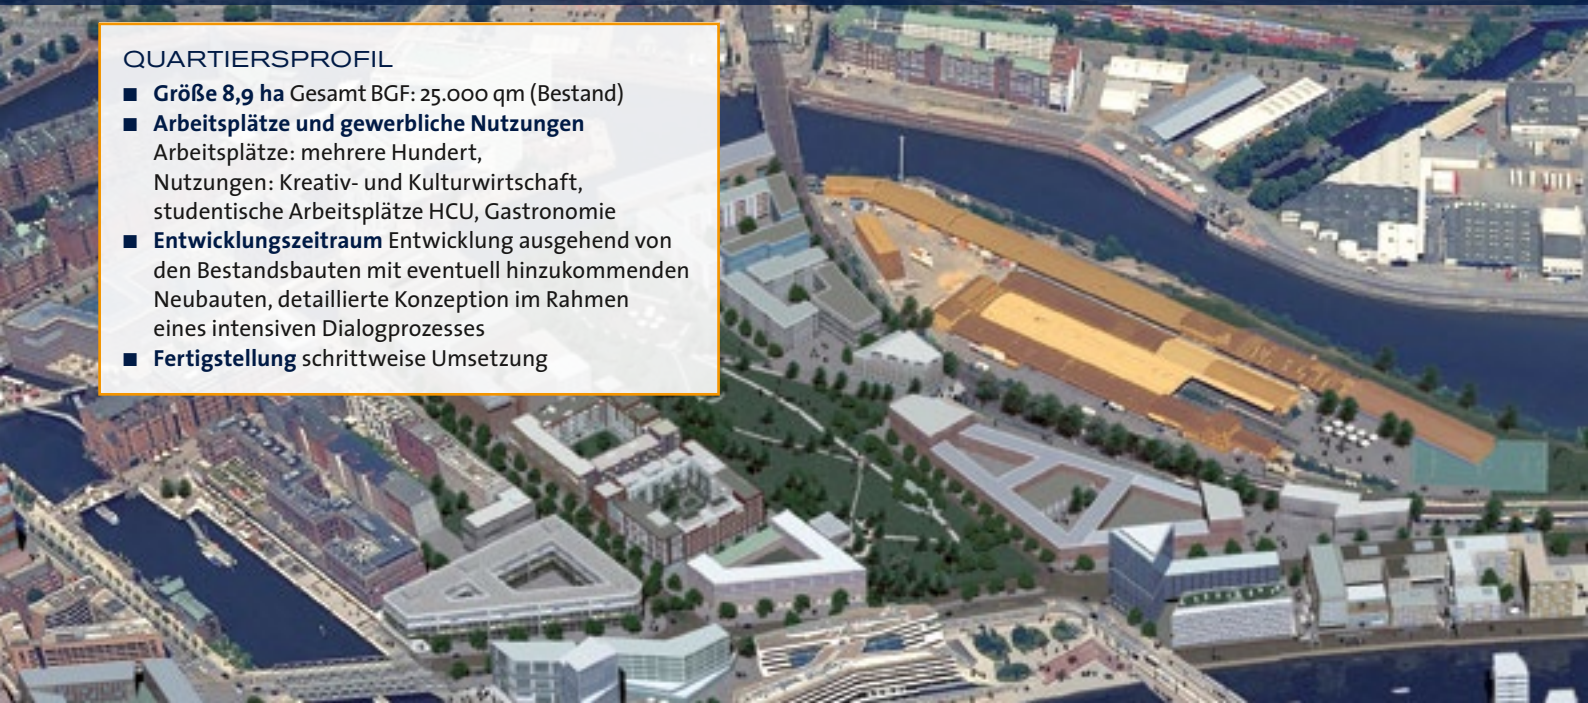 QUARTIERSPROFIL
■ Größe 8,9 ha Gesamt BGF: 25.000 qm (Bestand)
■ Arbeitsplätze und gewerbliche Nutzungen
Arbeitsplätze: mehrere Hundert,
Nutzungen: Kreativ- und Kulturwirtschaft,
studentische Arbeitsplätze HCU, Gastronomie
■ Entwicklungszeitraum Entwicklung ausgehend von
den Bestandsbauten mit eventuell hinzukommenden
Neubauten, detaillierte Konzeption im Rahmen
eines intensiven Dialogprozesses
■ Fertigstellung schrittweise Umsetzung